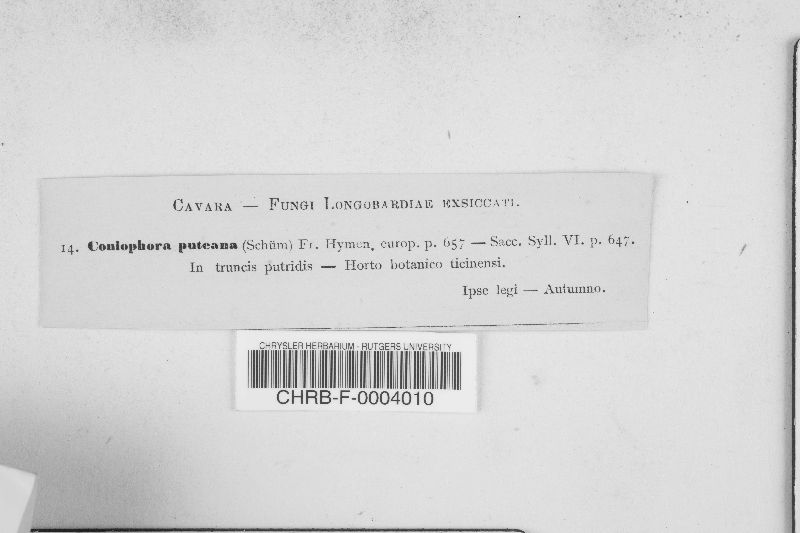 CAVARA — FUNGI LONGOBARDIAE EXSICCATI.
14. Coniophora puteana (Schüm) Fr. Hymen. europ. p. 657 — Sacc. Syll. VI. p. 647.
In truncis putridis — Horto botanico ticinensi.
Ipse legi — Autumno.
CHRYSLER HERBARIUM - RUTGERS UNIVERSITY
CHRB-F-0004010